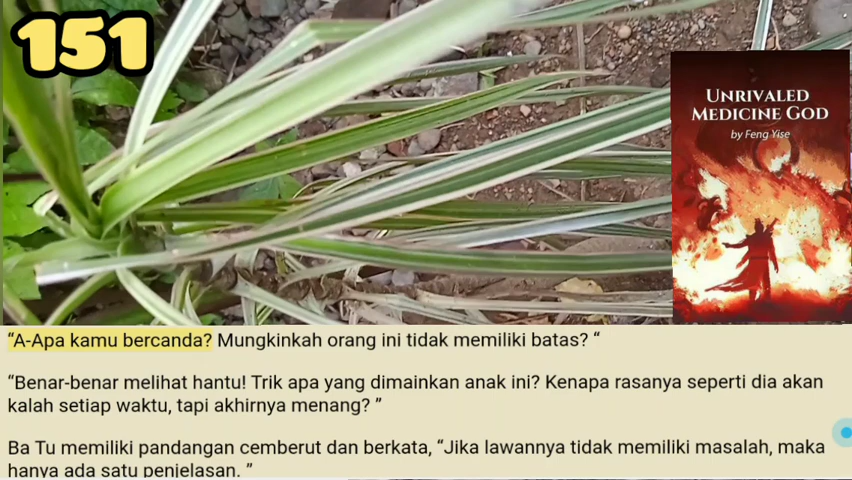 151
UNRIVALED
MEDICINE GOD
by Feng Yise
“A-Apa kamu bercanda? Mungkinkah orang ini tidak memiliki batas? “
“Benar-benar melihat hantu! Trik apa yang dimainkan anak ini? Kenapa rasanya seperti dia akan
kalah setiap waktu, tapi akhirnya menang? ”
Ba Tu memiliki pandangan cemberut dan berkata, “Jika lawannya tidak memiliki masalah, maka
hanya ada satu penjelasan. ”